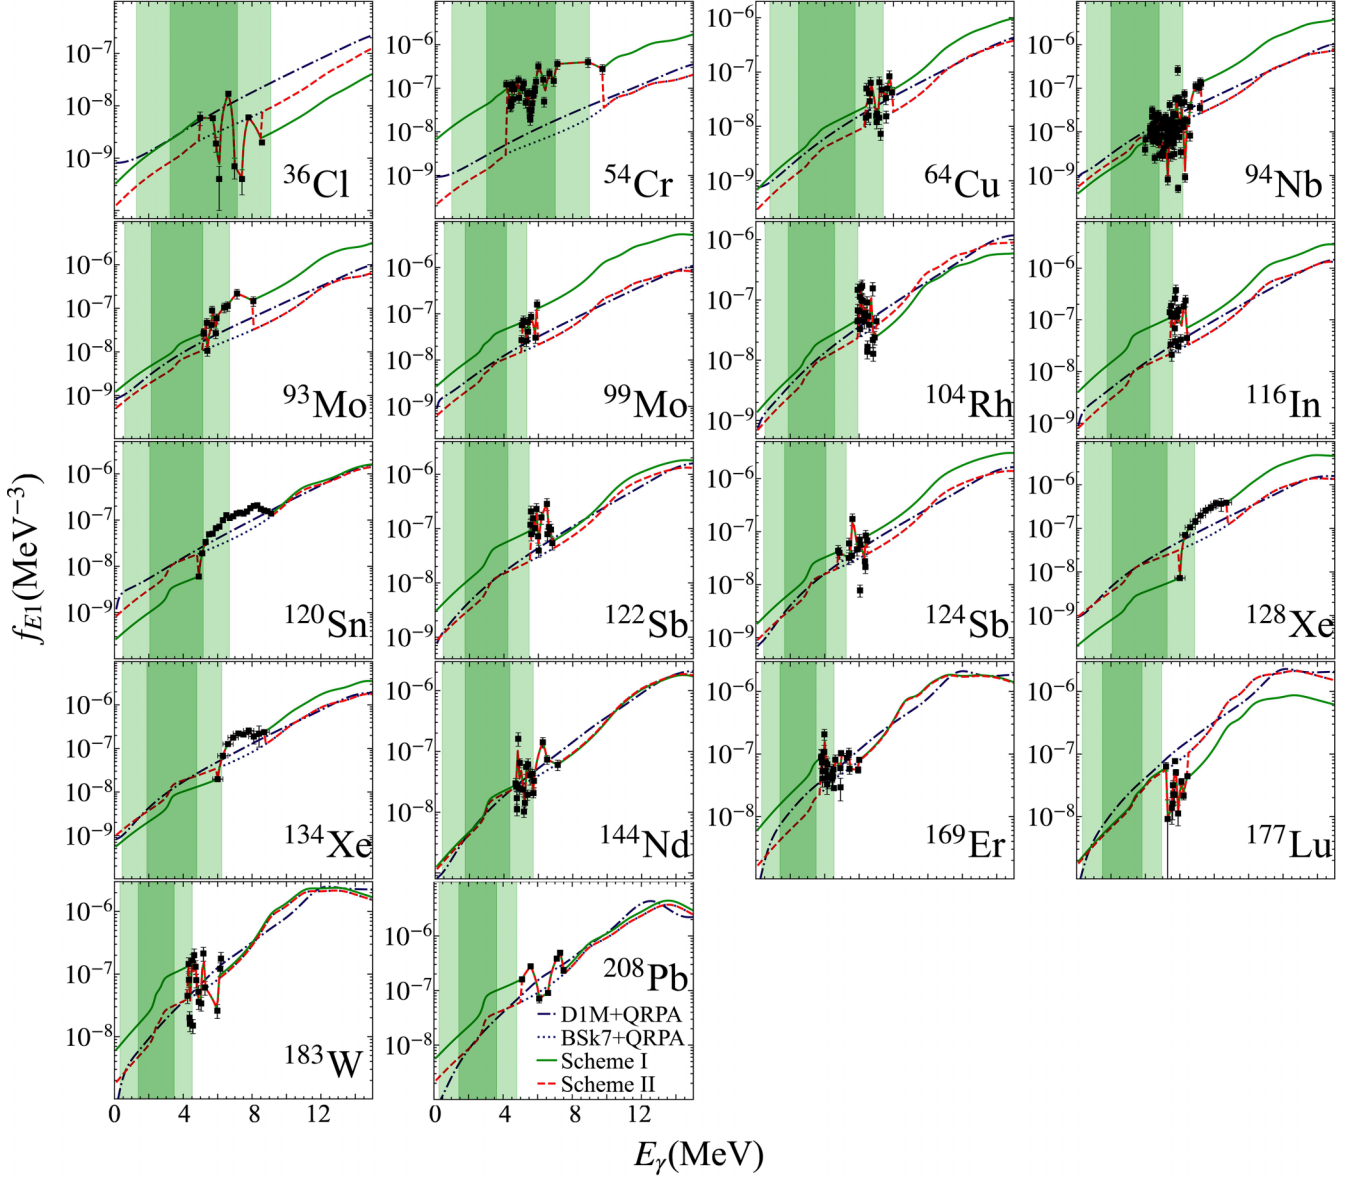 10⁻⁷
10⁻⁸
10⁻⁹
³⁶Cl
10⁻⁶
10⁻⁷
10⁻⁸
10⁻⁹
⁵⁴Cr
10⁻⁶
10⁻⁷
10⁻⁸
10⁻⁹
⁶⁴Cu
10⁻⁶
10⁻⁷
10⁻⁸
10⁻⁹
⁹⁴Nb
10⁻⁶
10⁻⁷
10⁻⁸
10⁻⁹
⁹³Mo
10⁻⁶
10⁻⁷
10⁻⁸
10⁻⁹
⁹⁹Mo
10⁻⁶
10⁻⁷
10⁻⁸
10⁻⁹
¹⁰⁴Rh
10⁻⁶
10⁻⁷
10⁻⁸
10⁻⁹
¹¹⁶In
f_E1(MeV⁻³)
10⁻⁶
10⁻⁷
10⁻⁸
10⁻⁹
¹²⁰Sn
10⁻⁶
10⁻⁷
10⁻⁸
10⁻⁹
¹²²Sb
10⁻⁶
10⁻⁷
10⁻⁸
10⁻⁹
¹²⁴Sb
10⁻⁶
10⁻⁷
10⁻⁸
10⁻⁹
¹²⁸Xe
10⁻⁶
10⁻⁷
10⁻⁸
10⁻⁹
¹³⁴Xe
10⁻⁶
10⁻⁷
10⁻⁸
¹⁴⁴Nd
10⁻⁶
10⁻⁷
10⁻⁸
¹⁶⁹Er
10⁻⁶
10⁻⁷
10⁻⁸
¹⁷⁷Lu
10⁻⁶
10⁻⁷
10⁻⁸
¹⁸³W
0 4 8 12
10⁻⁶
10⁻⁷
10⁻⁸
²⁰⁸Pb
D1M+QRPA
BSk7+QRPA
Scheme I
Scheme II
0 4 8 12
E_γ(MeV)